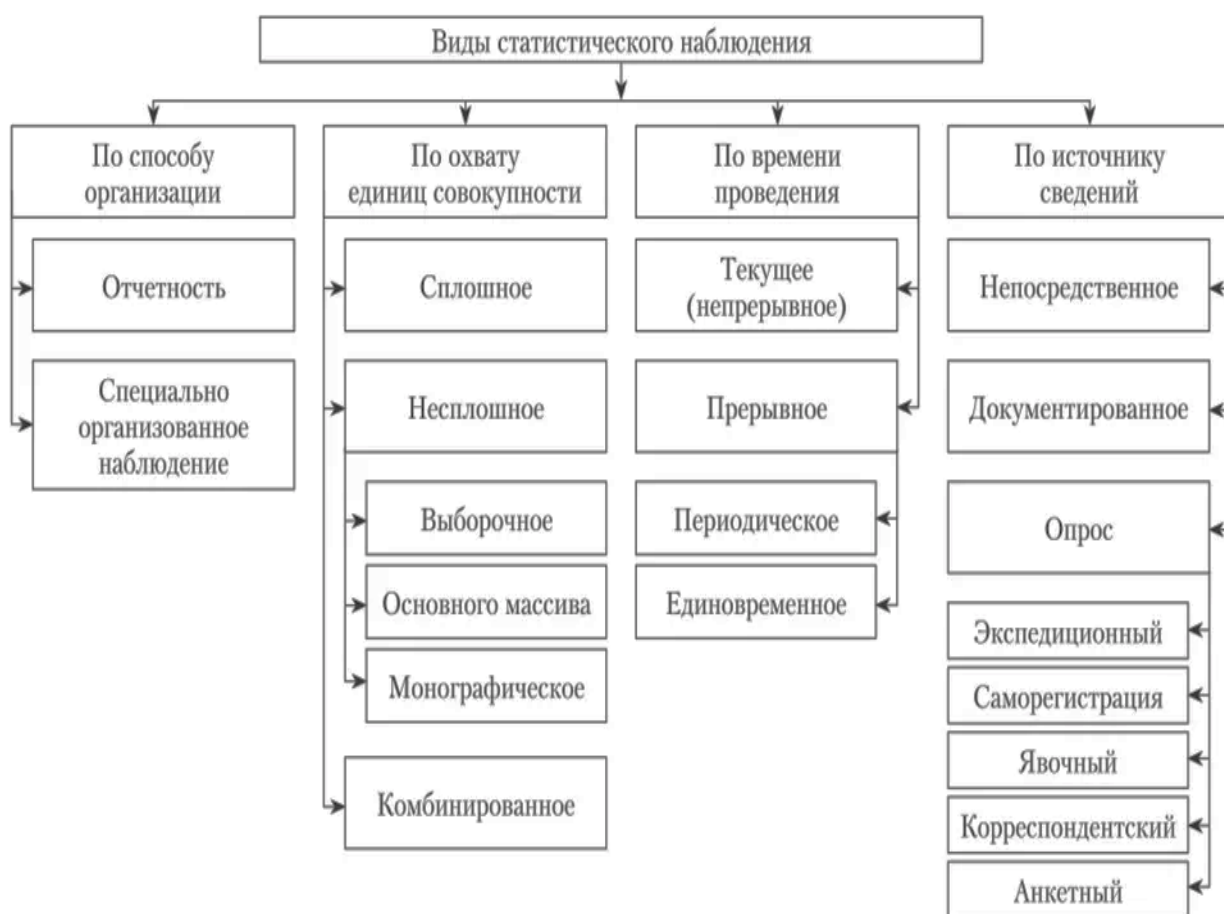 Виды статистического наблюдения
По способу
организации
Отчетность
Специально
организованное
наблюдение
По охвату
единиц совокупности
Сплошное
Несплошное
Выборочное
Основного массива
Монографическое
Комбинированное
По времени
проведения
Текущее
(непрерывное)
Прерывное
Периодическое
Единовременное
По источнику
сведений
Непосредственное
Документированное
Опрос
Экспедиционный
Саморегистрация
Явочный
Корреспондентский
Анкетный